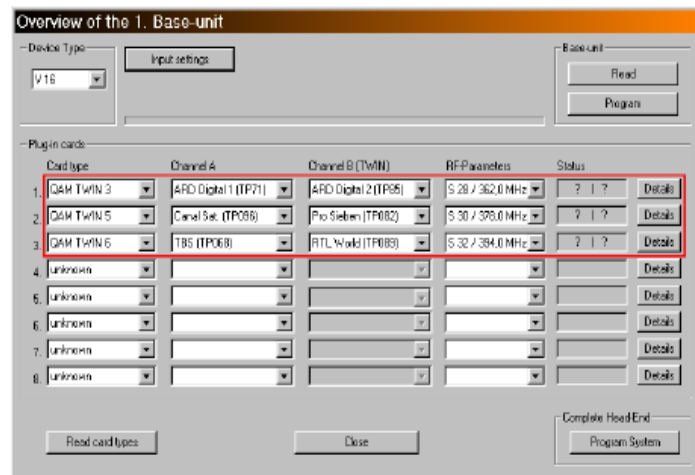 Overview of the 1. Base-unit
Device Type
V 16
Input settings
Base-unit
Read
Program
Plug-in cards
Card type Channel A Channel B (TWIN) RF-Parameters Status
1. QAM TWIN 3 ARD Digital 1 (TP71) ARD Digital 2 (TP85) S 28 / 362,0 MHz ? | ? Details
2. QAM TWIN 5 Canal Sat. (TP096) Pro Sieben (TP082) S 30 / 378,0 MHz ? | ? Details
3. QAM TWIN 6 TBS (TP068) RTL World (TP089) S 32 / 394,0 MHz ? | ? Details
4. unknown Details
5. unknown Details
6. unknown Details
7. unknown Details
8. unknown Details
Complete Head-End
Read card types Close Program System